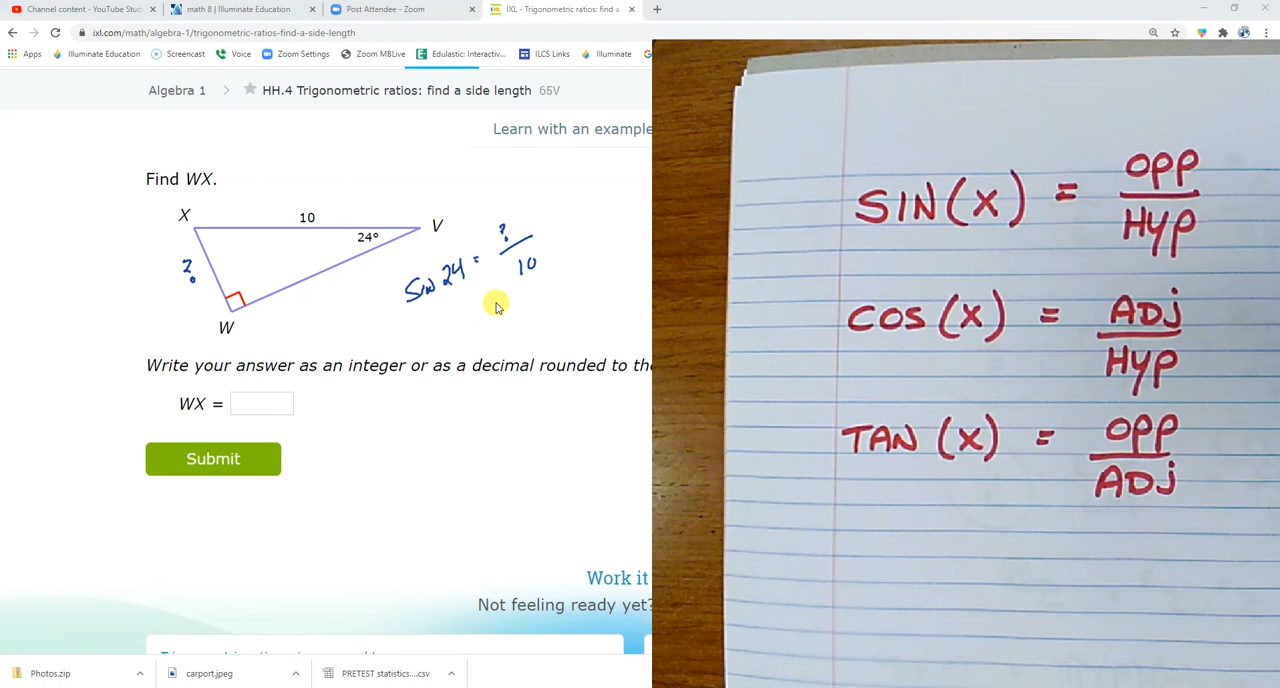 Channel content - YouTube Stud
math 8 | Illuminate Education
Post Attendee - Zoom
IXL - Trigonometric ratios: find a
ixl.com/math/algebra-1/trigonometric-ratios-find-a-side-length
Apps
Illuminate Education
Screencast
Voice
Zoom Settings
Zoom MBLive
Edulastic: Interactiv...
ILCS Links
Illuminate
Algebra 1 > HH.4 Trigonometric ratios: find a side length 65V
Learn with an example
Find WX.
X
10
V
24°
?
W
Sin 24 = ?/10
Write your answer as an integer or as a decimal rounded to the
WX =
Submit
Work it
Not feeling ready yet?
Photos.zip
carport.jpeg
PRETEST statistics....csv
SIN(X) = OPP/Hyp
COS(X) = ADj/Hyp
TAN(X) = OPP/ADj